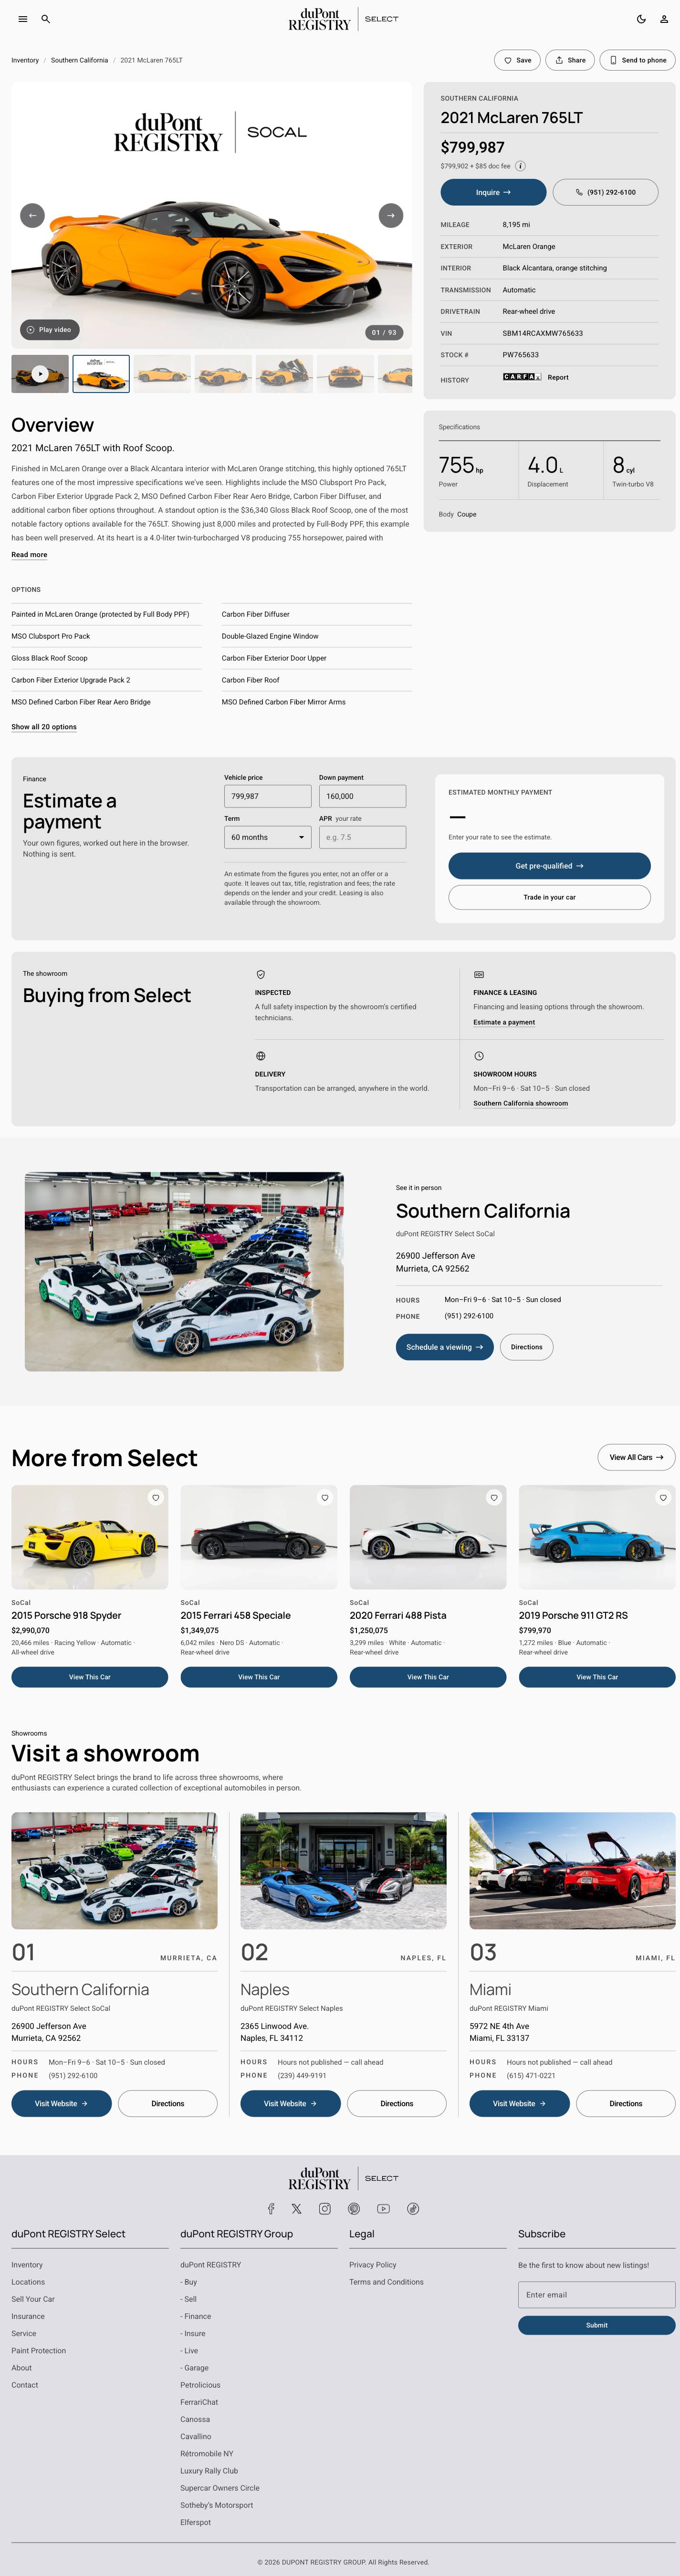 duPont
REGISTRY
SELECT
Inventory / Southern California / 2021 McLaren 765LT
Save
Share
Send to phone
duPont
REGISTRY
SOCAL
Play video
01 / 93
SOUTHERN CALIFORNIA
2021 McLaren 765LT
$799,987
$799,902 + $85 doc fee i
Inquire →
(951) 292-6100
MILEAGE 8,195 mi
EXTERIOR McLaren Orange
INTERIOR Black Alcantara, orange stitching
TRANSMISSION Automatic
DRIVETRAIN Rear-wheel drive
VIN SBM14RCAXMW765633
STOCK # PW765633
HISTORY CARFAX Report
Specifications
755 hp
Power
4.0 L
Displacement
8 cyl
Twin-turbo V8
Body Coupe
Overview
2021 McLaren 765LT with Roof Scoop.
Finished in McLaren Orange over a Black Alcantara interior with McLaren Orange stitching, this highly optioned 765LT
features one of the most impressive specifications we've seen. Highlights include the MSO Clubsport Pro Pack,
Carbon Fiber Exterior Upgrade Pack 2, MSO Defined Carbon Fiber Rear Aero Bridge, Carbon Fiber Diffuser, and
additional carbon fiber options throughout. A standout option is the $36,340 Gloss Black Roof Scoop, one of the most
notable factory options available for the 765LT. Showing just 8,000 miles and protected by Full-Body PPF, this example
has been well preserved. At its heart is a 4.0-liter twin-turbocharged V8 producing 755 horsepower, paired with
Read more
OPTIONS
Painted in McLaren Orange (protected by Full Body PPF)
Carbon Fiber Diffuser
MSO Clubsport Pro Pack
Double-Glazed Engine Window
Gloss Black Roof Scoop
Carbon Fiber Exterior Door Upper
Carbon Fiber Exterior Upgrade Pack 2
Carbon Fiber Roof
MSO Defined Carbon Fiber Rear Aero Bridge
MSO Defined Carbon Fiber Mirror Arms
Show all 20 options
Finance
Estimate a
payment
Your own figures, worked out here in the browser.
Nothing is sent.
Vehicle price
799,987
Down payment
160,000
Term
60 months
APR your rate
e.g. 7.5
An estimate from the figures you enter, not an offer or a
quote. It leaves out tax, title, registration and fees; the rate
depends on the lender and your credit. Leasing is also
available through the showroom.
ESTIMATED MONTHLY PAYMENT
—
Enter your rate to see the estimate.
Get pre-qualified →
Trade in your car
The showroom
Buying from Select
INSPECTED
A full safety inspection by the showroom's certified
technicians.
FINANCE & LEASING
Financing and leasing options through the showroom.
Estimate a payment
DELIVERY
Transportation can be arranged, anywhere in the world.
SHOWROOM HOURS
Mon–Fri 9–6 · Sat 10–5 · Sun closed
Southern California showroom
See it in person
Southern California
duPont REGISTRY Select SoCal
26900 Jefferson Ave
Murrieta, CA 92562
HOURS Mon–Fri 9–6 · Sat 10–5 · Sun closed
PHONE (951) 292-6100
Schedule a viewing →
Directions
More from Select
View All Cars →
SoCal
2015 Porsche 918 Spyder
$2,990,070
20,466 miles · Racing Yellow · Automatic ·
All-wheel drive
View This Car
SoCal
2015 Ferrari 458 Speciale
$1,349,075
6,042 miles · Nero DS · Automatic ·
Rear-wheel drive
View This Car
SoCal
2020 Ferrari 488 Pista
$1,250,075
3,299 miles · White · Automatic ·
Rear-wheel drive
View This Car
SoCal
2019 Porsche 911 GT2 RS
$799,970
1,272 miles · Blue · Automatic ·
Rear-wheel drive
View This Car
Showrooms
Visit a showroom
duPont REGISTRY Select brings the brand to life across three showrooms, where
enthusiasts can experience a curated collection of exceptional automobiles in person.
01 MURRIETA, CA
Southern California
duPont REGISTRY Select SoCal
26900 Jefferson Ave
Murrieta, CA 92562
HOURS Mon–Fri 9–6 · Sat 10–5 · Sun closed
PHONE (951) 292-6100
Visit Website →
Directions
02 NAPLES, FL
Naples
duPont REGISTRY Select Naples
2365 Linwood Ave.
Naples, FL 34112
HOURS Hours not published — call ahead
PHONE (239) 449-9191
Visit Website →
Directions
03 MIAMI, FL
Miami
duPont REGISTRY Miami
5972 NE 4th Ave
Miami, FL 33137
HOURS Hours not published — call ahead
PHONE (615) 471-0221
Visit Website →
Directions
duPont
REGISTRY
SELECT
duPont REGISTRY Select
Inventory
Locations
Sell Your Car
Insurance
Service
Paint Protection
About
Contact
duPont REGISTRY Group
duPont REGISTRY
- Buy
- Sell
- Finance
- Insure
- Live
- Garage
Petrolicious
FerrariChat
Canossa
Cavallino
Rétromobile NY
Luxury Rally Club
Supercar Owners Circle
Sotheby's Motorsport
Elferspot
Legal
Privacy Policy
Terms and Conditions
Subscribe
Be the first to know about new listings!
Enter email
Submit
© 2026 DUPONT REGISTRY GROUP. All Rights Reserved.